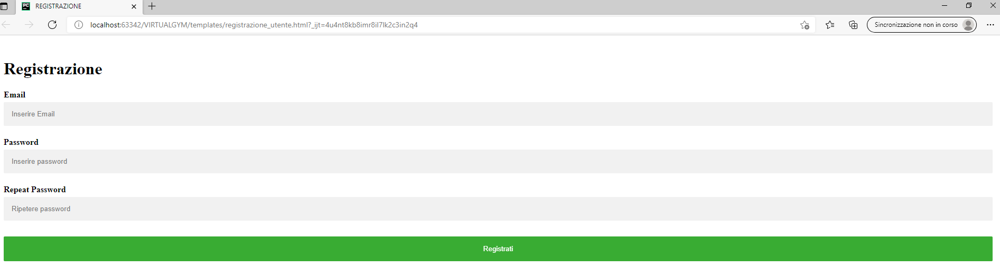 PC REGISTRAZIONE
localhost:63342/VIRTUALGYM/templates/registrazione_utente.html?_ijt=4u4nt8kb8imr8il7lk2c3in2q4 Sincronizzazione non in corso
Registrazione
Email
Inserire Email
Password
Inserire password
Repeat Password
Ripetere password
Registrati